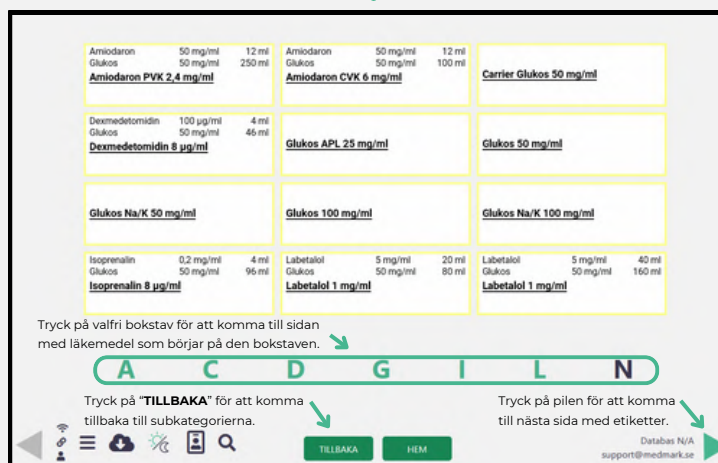 Amiodaron 50 mg/ml 12 ml
Glukos 50 mg/ml 250 ml
Amiodaron PVK 2,4 mg/ml
Amiodaron 50 mg/ml 12 ml
Glukos 50 mg/ml 100 ml
Amiodaron CVK 6 mg/ml
Carrier Glukos 50 mg/ml
Dexmedetomidin 100 µg/ml 4 ml
Glukos 50 mg/ml 46 ml
Dexmedetomidin 8 µg/ml
Glukos APL 25 mg/ml
Glukos 50 mg/ml
Glukos Na/K 50 mg/ml
Glukos 100 mg/ml
Glukos Na/K 100 mg/ml
Isoprenalin 0,2 mg/ml 4 ml
Glukos 50 mg/ml 96 ml
Isoprenalin 8 µg/ml
Labetalol 5 mg/ml 20 ml
Glukos 50 mg/ml 80 ml
Labetalol 1 mg/ml
Labetalol 5 mg/ml 40 ml
Glukos 50 mg/ml 160 ml
Labetalol 1 mg/ml
Tryck på valfri bokstav för att komma till sidan
med läkemedel som börjar på den bokstaven.
A C D G I L N
Tryck på "TILLBAKA" för att komma
tillbaka till subkategorierna.
Tryck på pilen för att komma
till nästa sida med etiketter.
TILLBAKA HEM
Databas N/A
support@medmark.se